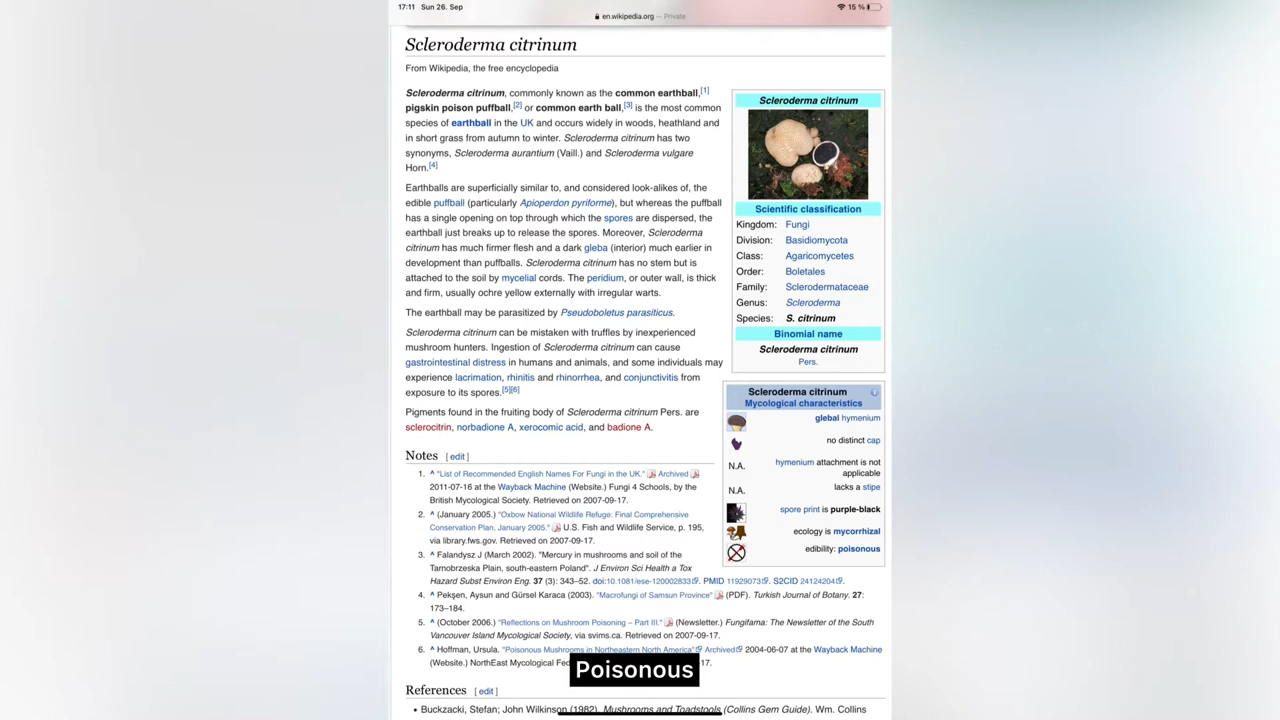 17:11 Sun 26. Sep
15 %
en.wikipedia.org — Private
Scleroderma citrinum
From Wikipedia, the free encyclopedia
Scleroderma citrinum, commonly known as the common earthball,[1]
pigskin poison puffball,[2] or common earth ball,[3] is the most common
species of earthball in the UK and occurs widely in woods, heathland and
in short grass from autumn to winter. Scleroderma citrinum has two
synonyms, Scleroderma aurantium (Vaill.) and Scleroderma vulgare
Horn.[4]
Earthballs are superficially similar to, and considered look-alikes of, the
edible puffball (particularly Apioperdon pyriforme), but whereas the puffball
has a single opening on top through which the spores are dispersed, the
earthball just breaks up to release the spores. Moreover, Scleroderma
citrinum has much firmer flesh and a dark gleba (interior) much earlier in
development than puffballs. Scleroderma citrinum has no stem but is
attached to the soil by mycelial cords. The peridium, or outer wall, is thick
and firm, usually ochre yellow externally with irregular warts.
The earthball may be parasitized by Pseudoboletus parasiticus.
Scleroderma citrinum can be mistaken with truffles by inexperienced
mushroom hunters. Ingestion of Scleroderma citrinum can cause
gastrointestinal distress in humans and animals, and some individuals may
experience lacrimation, rhinitis and rhinorrhea, and conjunctivitis from
exposure to its spores.[5][6]
Pigments found in the fruiting body of Scleroderma citrinum Pers. are
sclerocitrin, norbadione A, xerocomic acid, and badione A.
Scleroderma citrinum
Scientific classification
Kingdom: Fungi
Division: Basidiomycota
Class: Agaricomycetes
Order: Boletales
Family: Sclerodermataceae
Genus: Scleroderma
Species: S. citrinum
Binomial name
Scleroderma citrinum
Pers.
Scleroderma citrinum
Mycological characteristics
glebal hymenium
no distinct cap
N.A. hymenium attachment is not
applicable
N.A. lacks a stipe
spore print is purple-black
ecology is mycorrhizal
edibility: poisonous
Notes [ edit ]
1. ^ "List of Recommended English Names For Fungi in the UK." Archived
2011-07-16 at the Wayback Machine (Website.) Fungi 4 Schools, by the
British Mycological Society. Retrieved on 2007-09-17.
2. ^ (January 2005.) "Oxbow National Wildlife Refuge: Final Comprehensive
Conservation Plan, January 2005." U.S. Fish and Wildlife Service, p. 195,
via library.fws.gov. Retrieved on 2007-09-17.
3. ^ Falandysz J (March 2002). "Mercury in mushrooms and soil of the
Tarnobrzeska Plain, south-eastern Poland". J Environ Sci Health a Tox
Hazard Subst Environ Eng. 37 (3): 343–52. doi:10.1081/ese-120002833. PMID 11929073. S2CID 24124204.
4. ^ Pekşen, Aysun and Gürsel Karaca (2003). "Macrofungi of Samsun Province" (PDF). Turkish Journal of Botany. 27:
173–184.
5. ^ (October 2006.) "Reflections on Mushroom Poisoning – Part III." (Newsletter.) Fungifama: The Newsletter of the South
Vancouver Island Mycological Society, via svims.ca. Retrieved on 2007-09-17.
6. ^ Hoffman, Ursula. "Poisonous Mushrooms in Northeastern North America" Archived 2004-06-07 at the Wayback Machine
(Website.) NorthEast Mycological 17.
Poisonous
References [ edit ]
• Buckzacki, Stefan; John Wilkinson (1982). Mushrooms and Toadstools (Collins Gem Guide). Wm. Collins